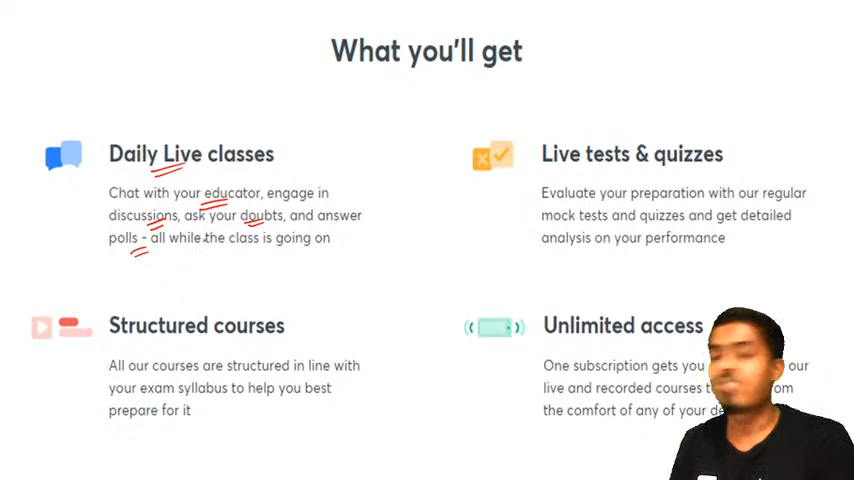 What you'll get
Daily Live classes
Chat with your educator, engage in
discussions, ask your doubts, and answer
polls - all while the class is going on
Live tests & quizzes
Evaluate your preparation with our regular
mock tests and quizzes and get detailed
analysis on your performance
Structured courses
All our courses are structured in line with
your exam syllabus to help you best
prepare for it
Unlimited access
One subscription gets you our
live and recorded courses
the comfort of any of your